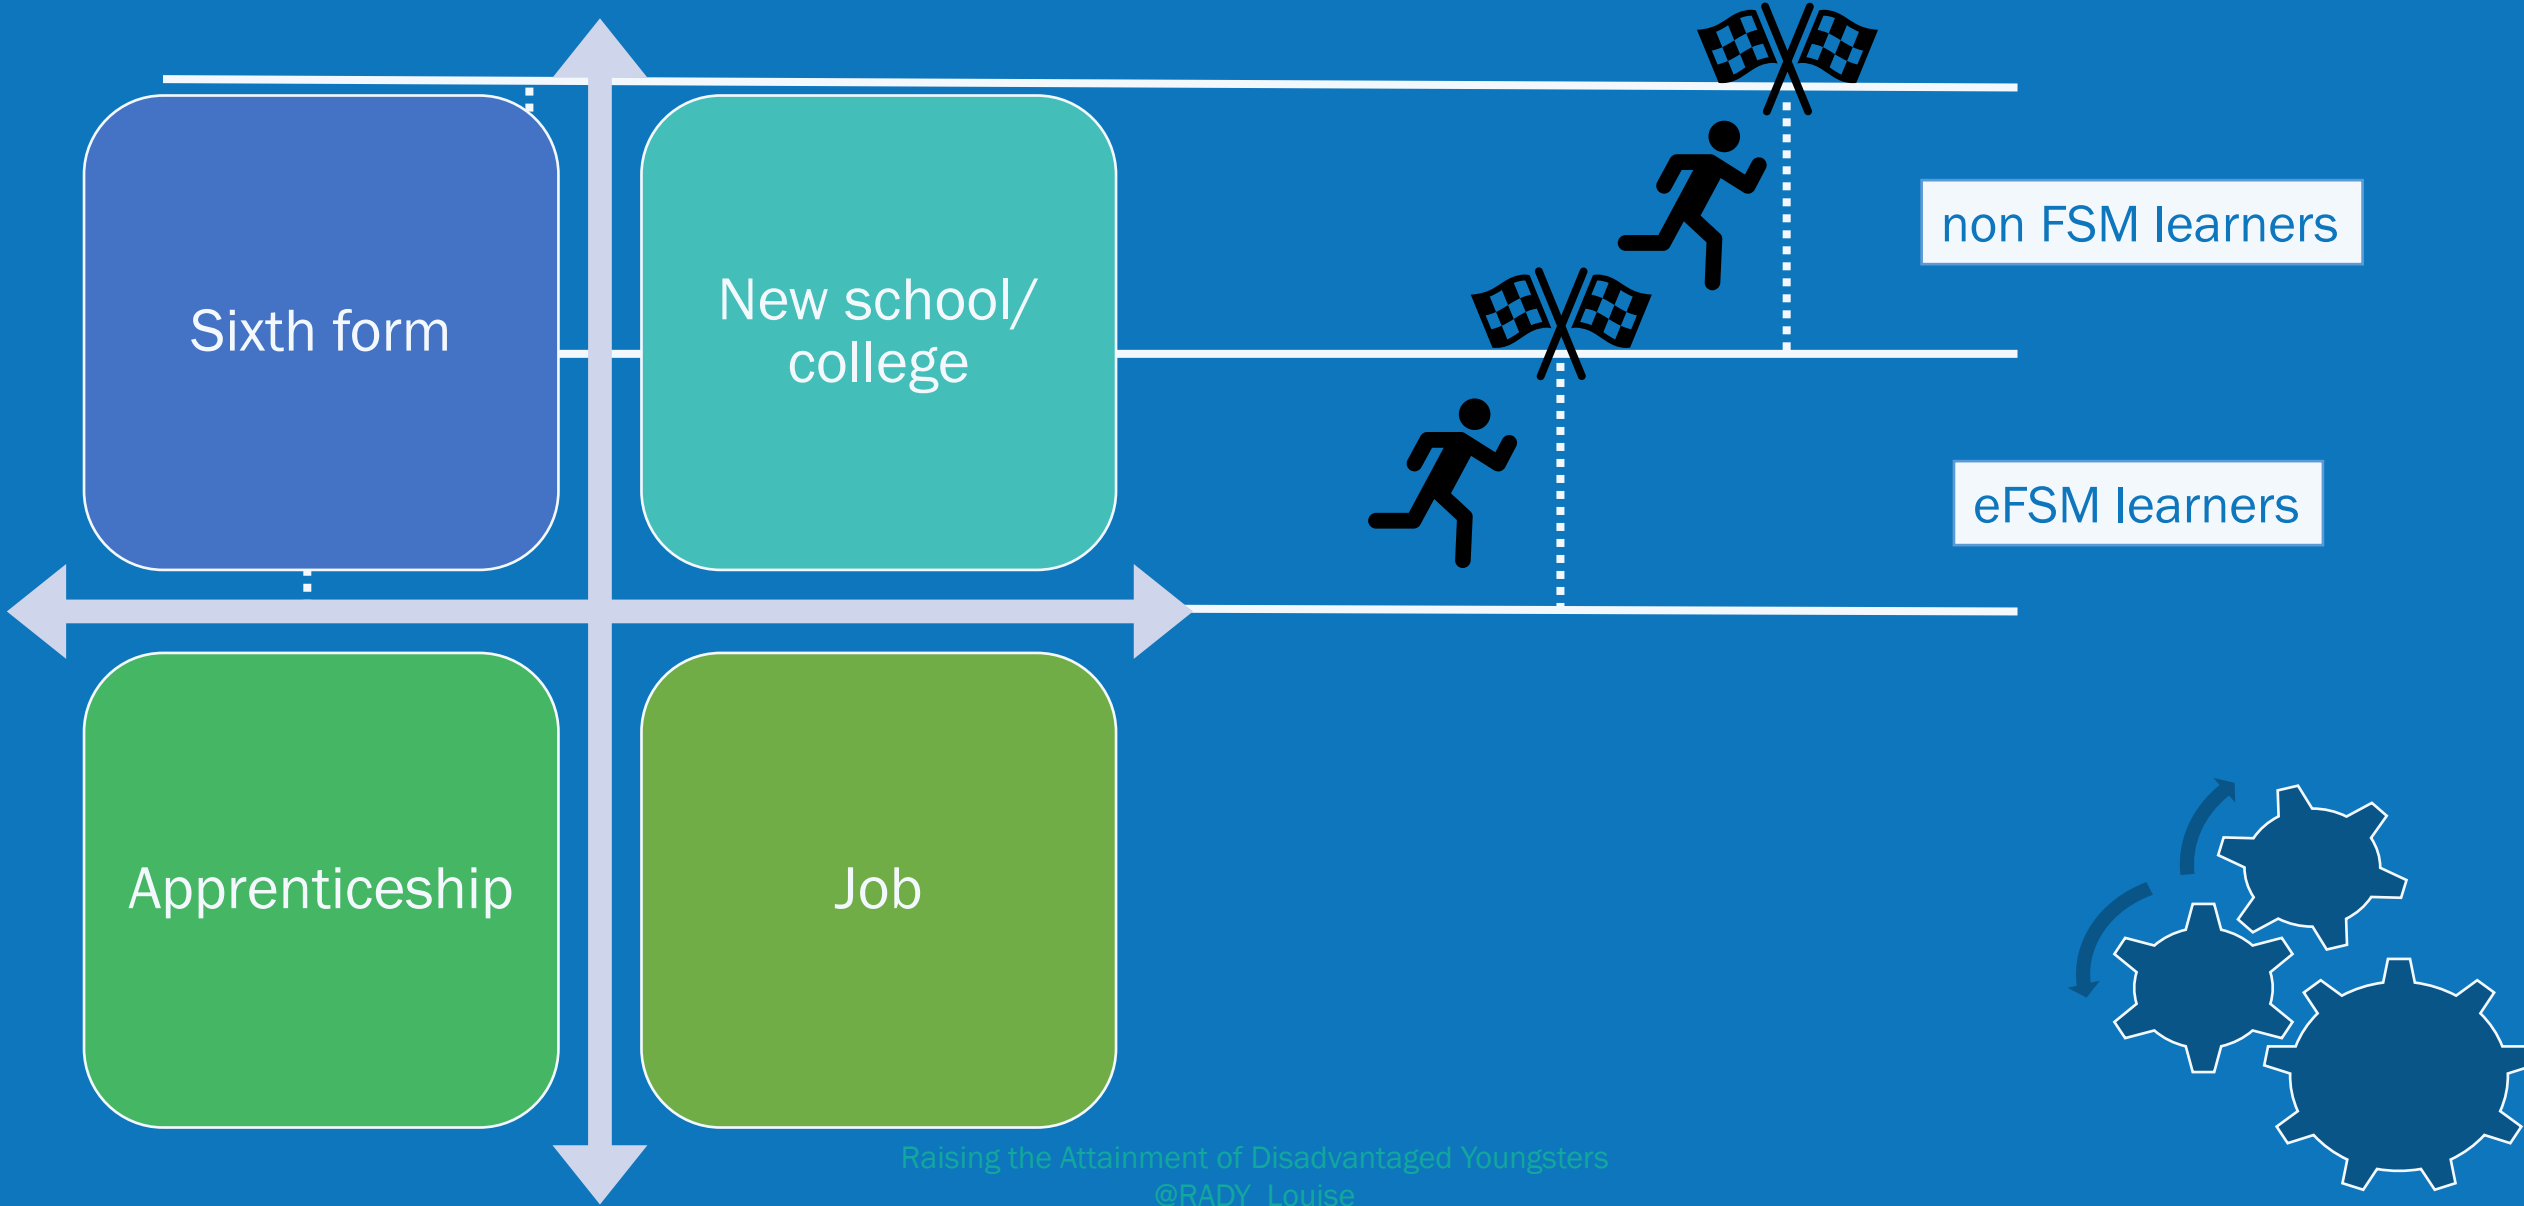 Sixth form
New school/
college
non FSM learners
eFSM learners
Apprenticeship
Job
Raising the Attainment of Disadvantaged Youngsters
@RADY_Louise